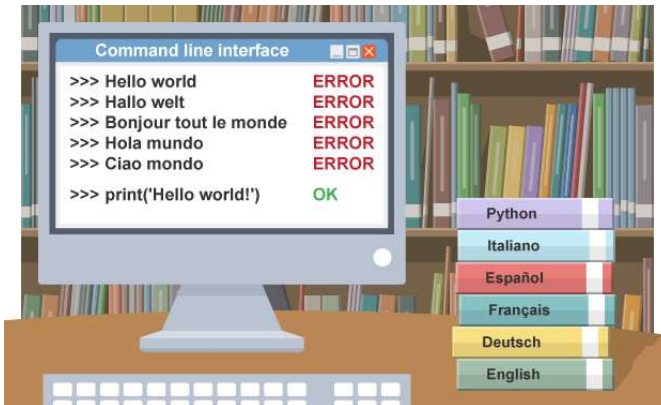 Command line interface
>>> Hello world ERROR
>>> Hallo welt ERROR
>>> Bonjour tout le monde ERROR
>>> Hola mundo ERROR
>>> Ciao mondo ERROR
>>> print('Hello world!') OK
Python
Italiano
Español
Français
Deutsch
English